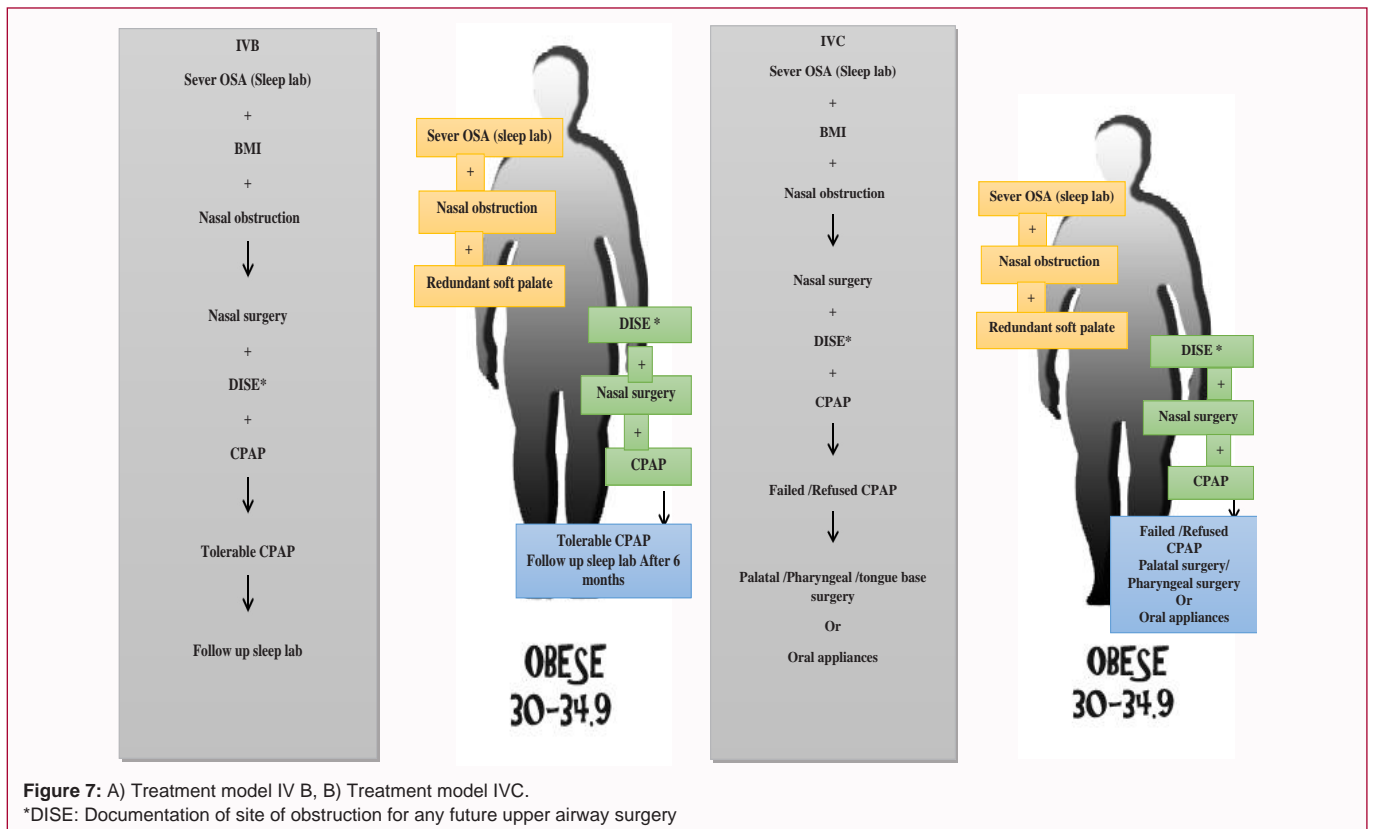 IVB
Sever OSA (Sleep lab)
+
BMI
+
Nasal obstruction
Nasal surgery
+
DISE*
+
CPAP
Tolerable CPAP
Follow up sleep lab
Sever OSA (sleep lab)
+
Nasal obstruction
+
Redundant soft palate
DISE *
+
Nasal surgery
+
CPAP
Tolerable CPAP
Follow up sleep lab After 6
months
OBESE
30-34.9
IVC
Sever OSA (Sleep lab)
+
BMI
+
Nasal obstruction
Nasal surgery
+
DISE*
+
CPAP
Failed /Refused CPAP
Palatal /Pharyngeal /tongue base
surgery
Or
Oral appliances
Sever OSA (sleep lab)
+
Nasal obstruction
+
Redundant soft palate
DISE *
+
Nasal surgery
+
CPAP
Failed /Refused
CPAP
Palatal surgery/
Pharyngeal surgery
Or
Oral appliances
OBESE
30-34.9
Figure 7: A) Treatment model IV B, B) Treatment model IVC.
*DISE: Documentation of site of obstruction for any future upper airway surgery